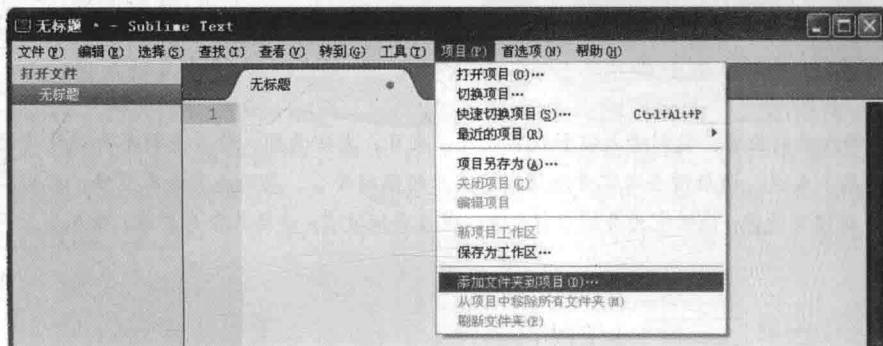 无标题 • - Sublime Text
文件(F) 编辑(E) 选择(S) 查找(I) 查看(V) 转到(G) 工具(T) 项目(P) 首选项(N) 帮助(H)
打开文件
无标题
无标题
1
打开项目(O)…
切换项目…
快速切换项目(S)… Ctrl+Alt+P
最近的项目(R)
项目另存为(A)…
关闭项目(C)
编辑项目
新项目工作区
保存为工作区…
添加文件夹到项目(D)…
从项目中移除所有文件夹(M)
刷新文件夹(E)